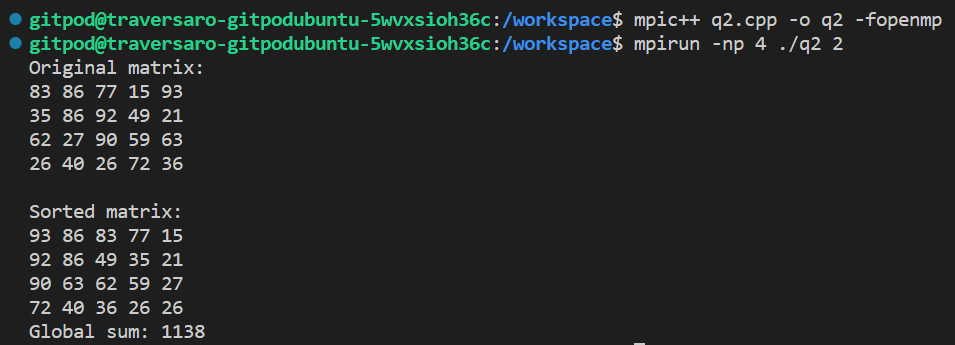 gitpod@traversaro-gitpodubuntu-5wvxsioh36c:/workspace$ mpic++ q2.cpp -o q2 -fopenmp
gitpod@traversaro-gitpodubuntu-5wvxsioh36c:/workspace$ mpirun -np 4 ./q2 2
Original matrix:
83 86 77 15 93
35 86 92 49 21
62 27 90 59 63
26 40 26 72 36
Sorted matrix:
93 86 83 77 15
92 86 49 35 21
90 63 62 59 27
72 40 36 26 26
Global sum: 1138